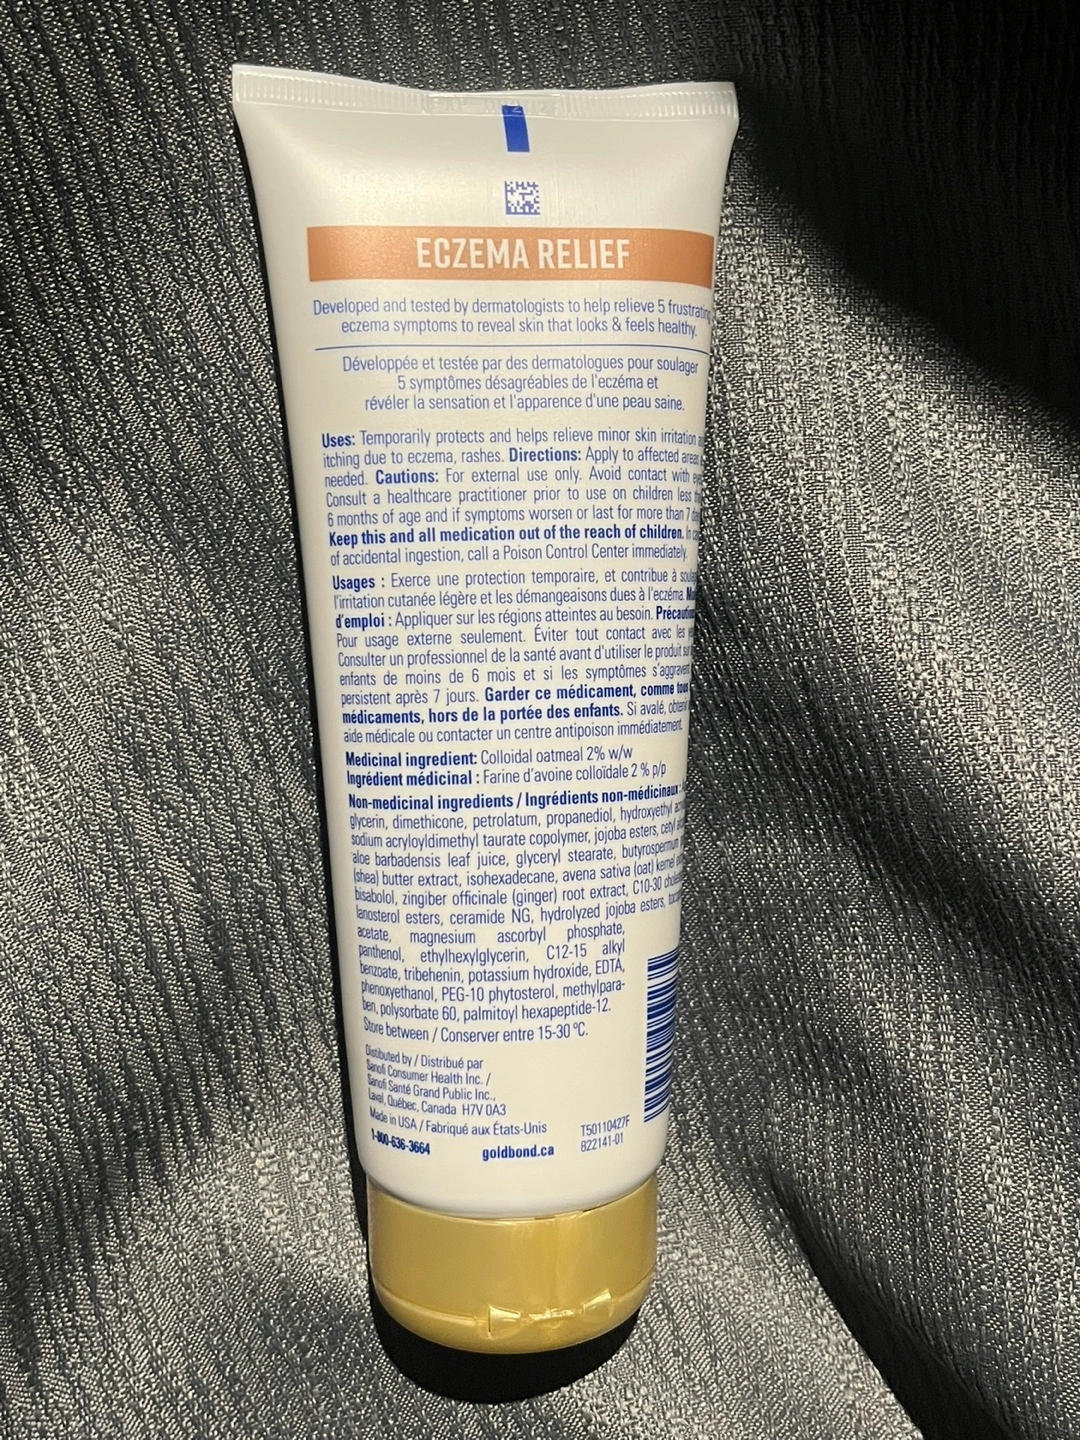 ECZEMA RELIEF
Developed and tested by dermatologists to help relieve 5 frustrating
eczema symptoms to reveal skin that looks & feels healthy.
Développée et testée par des dermatologues pour soulager
5 symptômes désagréables de l'eczéma et
révéler la sensation et l'apparence d'une peau saine.
Uses: Temporarily protects and helps relieve minor skin irritation
itching due to eczema, rashes. Directions: Apply to affected areas
needed. Cautions: For external use only. Avoid contact with
Consult a healthcare practitioner prior to use on children less
6 months of age and if symptoms worsen or last for more than 7
Keep this and all medication out of the reach of children. In
of accidental ingestion, call a Poison Control Center immediately.
Usages : Exerce une protection temporaire, et contribue à
l'irritation cutanée légère et les démangeaisons dues à l'eczéma.
d'emploi : Appliquer sur les régions atteintes au besoin.
Pour usage externe seulement. Éviter tout contact avec les
Consulter un professionnel de la santé avant d'utiliser le produit
enfants de moins de 6 mois et si les symptômes
persistent après 7 jours. Garder ce médicament, comme tous
médicaments, hors de la portée des enfants. Si avalé,
aide médicale ou contacter un centre antipoison immédiatement.
Medicinal ingredient: Colloidal oatmeal 2% w/w
Ingrédient médicinal : Farine d'avoine colloïdale 2 % p/p
Non-medicinal ingredients / Ingrédients non-médicinaux :
glycerin, dimethicone, petrolatum, propanediol, hydroxyethyl
sodium acryloyldimethyl taurate copolymer, jojoba esters, cetyl
aloe barbadensis leaf juice, glyceryl stearate, butyrospermum
(shea) butter extract, isohexadecane, avena sativa (oat) kernel
bisabolol, zingiber officinale (ginger) root extract, C10-30
lanosterol esters, ceramide NG, hydrolyzed jojoba esters,
acetate, magnesium ascorbyl phosphate,
panthenol, ethylhexylglycerin, C12-15 alkyl
benzoate, tribehenin, potassium hydroxide, EDTA,
phenoxyethanol, PEG-10 phytosterol, methylpara-
ben, polysorbate 60, palmitoyl hexapeptide-12.
Store between / Conserver entre 15-30 °C.
Distributed by / Distribué par
Sanofi Consumer Health Inc. /
Sanofi Santé Grand Public Inc.,
Laval, Québec, Canada H7V 0A3
Made in USA / Fabriqué aux États-Unis
1-800-636-3664
goldbond.ca
T50110427F
822141-01